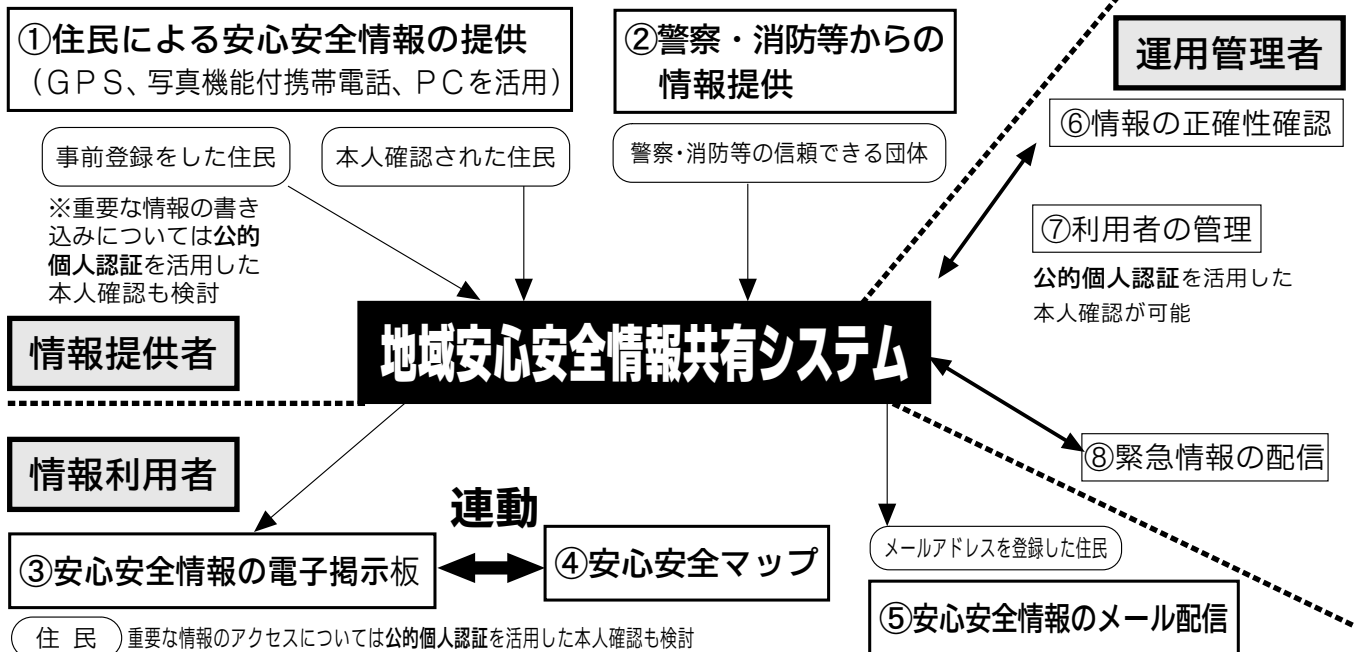 ①住民による安心安全情報の提供
（ＧＰＳ、写真機能付携帯電話、ＰＣを活用）
②警察・消防等からの
情報提供
運用管理者
⑥情報の正確性確認
事前登録をした住民
本人確認された住民
警察・消防等の信頼できる団体
※重要な情報の書き
込みについては公的
個人認証を活用した
本人確認も検討
⑦利用者の管理
公的個人認証を活用した
本人確認が可能
情報提供者
地域安心安全情報共有システム
情報利用者
⑧緊急情報の配信
連動
③安心安全情報の電子掲示板
④安心安全マップ
メールアドレスを登録した住民
⑤安心安全情報のメール配信
住 民
重要な情報のアクセスについては公的個人認証を活用した本人確認も検討